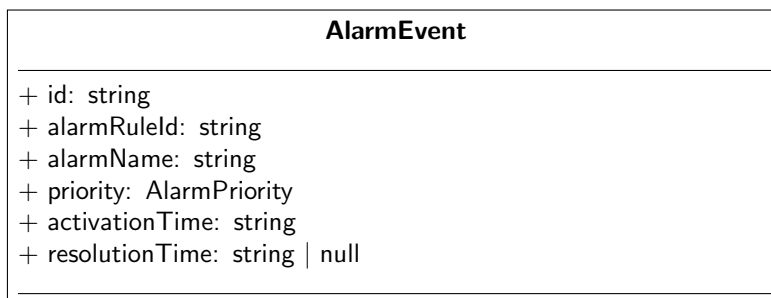 AlarmEvent
+ id: string
+ alarmRuleId: string
+ alarmName: string
+ priority: AlarmPriority
+ activationTime: string
+ resolutionTime: string | null